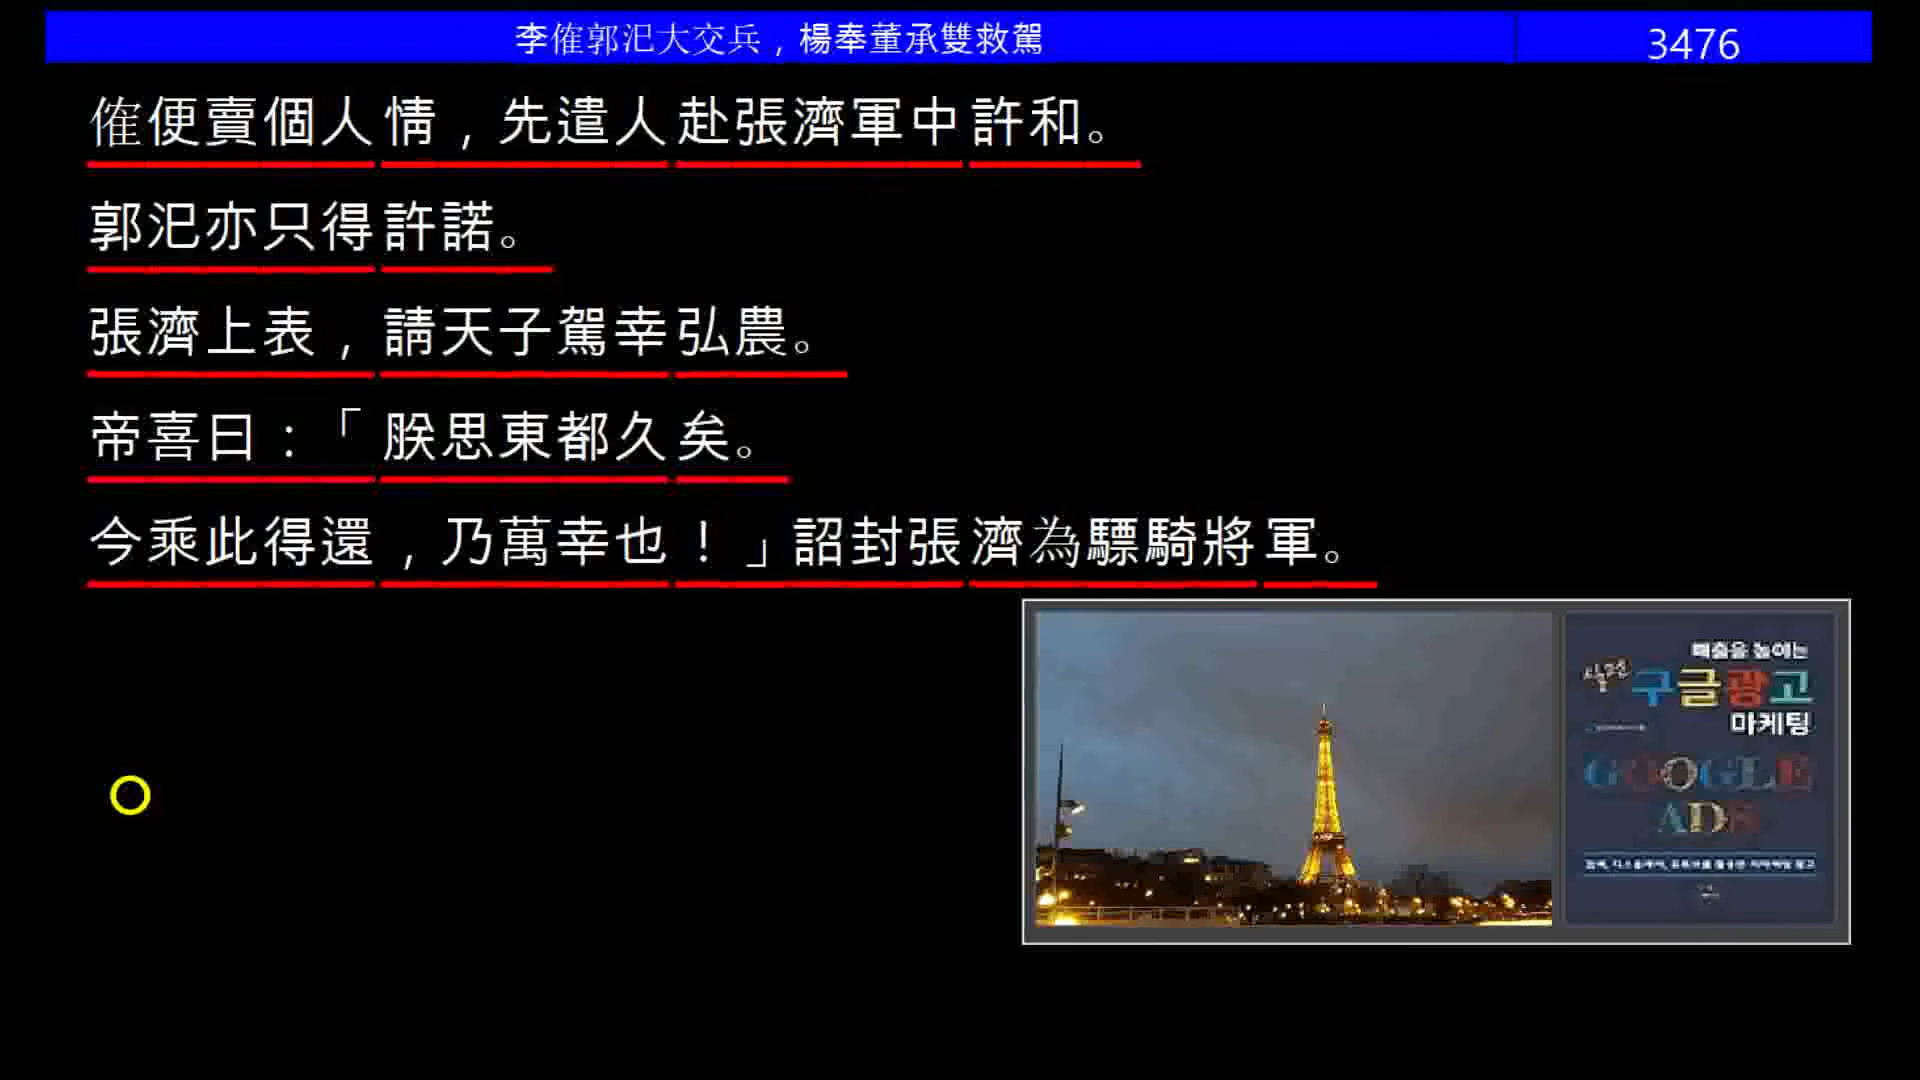 李傕郭汜大交兵，楊奉董承雙救駕
3476
傕便賣個人情，先遣人赴張濟軍中許和。
郭汜亦只得許諾。
張濟上表，請天子駕幸弘農。
帝喜曰：「朕思東都久矣。
今乘此得還，乃萬幸也！」詔封張濟為驃騎將軍。
매출을 높이는
실전 구글광고
마케팅
GOOGLE
ADS